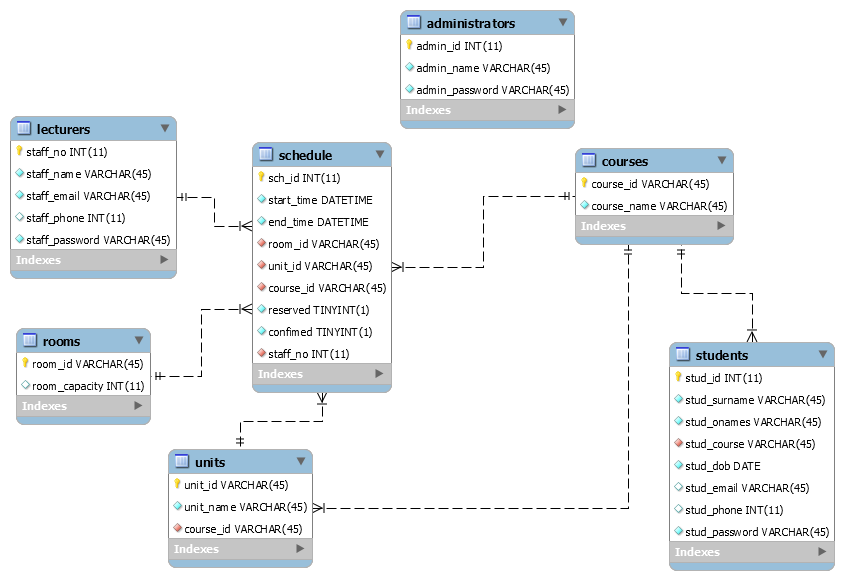 administrators
admin_id INT(11)
admin_name VARCHAR(45)
admin_password VARCHAR(45)
Indexes
lecturers
staff_no INT(11)
staff_name VARCHAR(45)
staff_email VARCHAR(45)
staff_phone INT(11)
staff_password VARCHAR(45)
Indexes
schedule
sch_id INT(11)
start_time DATETIME
end_time DATETIME
room_id VARCHAR(45)
unit_id VARCHAR(45)
course_id VARCHAR(45)
reserved TINYINT(1)
confimed TINYINT(1)
staff_no INT(11)
Indexes
courses
course_id VARCHAR(45)
course_name VARCHAR(45)
Indexes
rooms
room_id VARCHAR(45)
room_capacity INT(11)
Indexes
students
stud_id INT(11)
stud_surname VARCHAR(45)
stud_onames VARCHAR(45)
stud_course VARCHAR(45)
stud_dob DATE
stud_email VARCHAR(45)
stud_phone INT(11)
stud_password VARCHAR(45)
Indexes
units
unit_id VARCHAR(45)
unit_name VARCHAR(45)
course_id VARCHAR(45)
Indexes